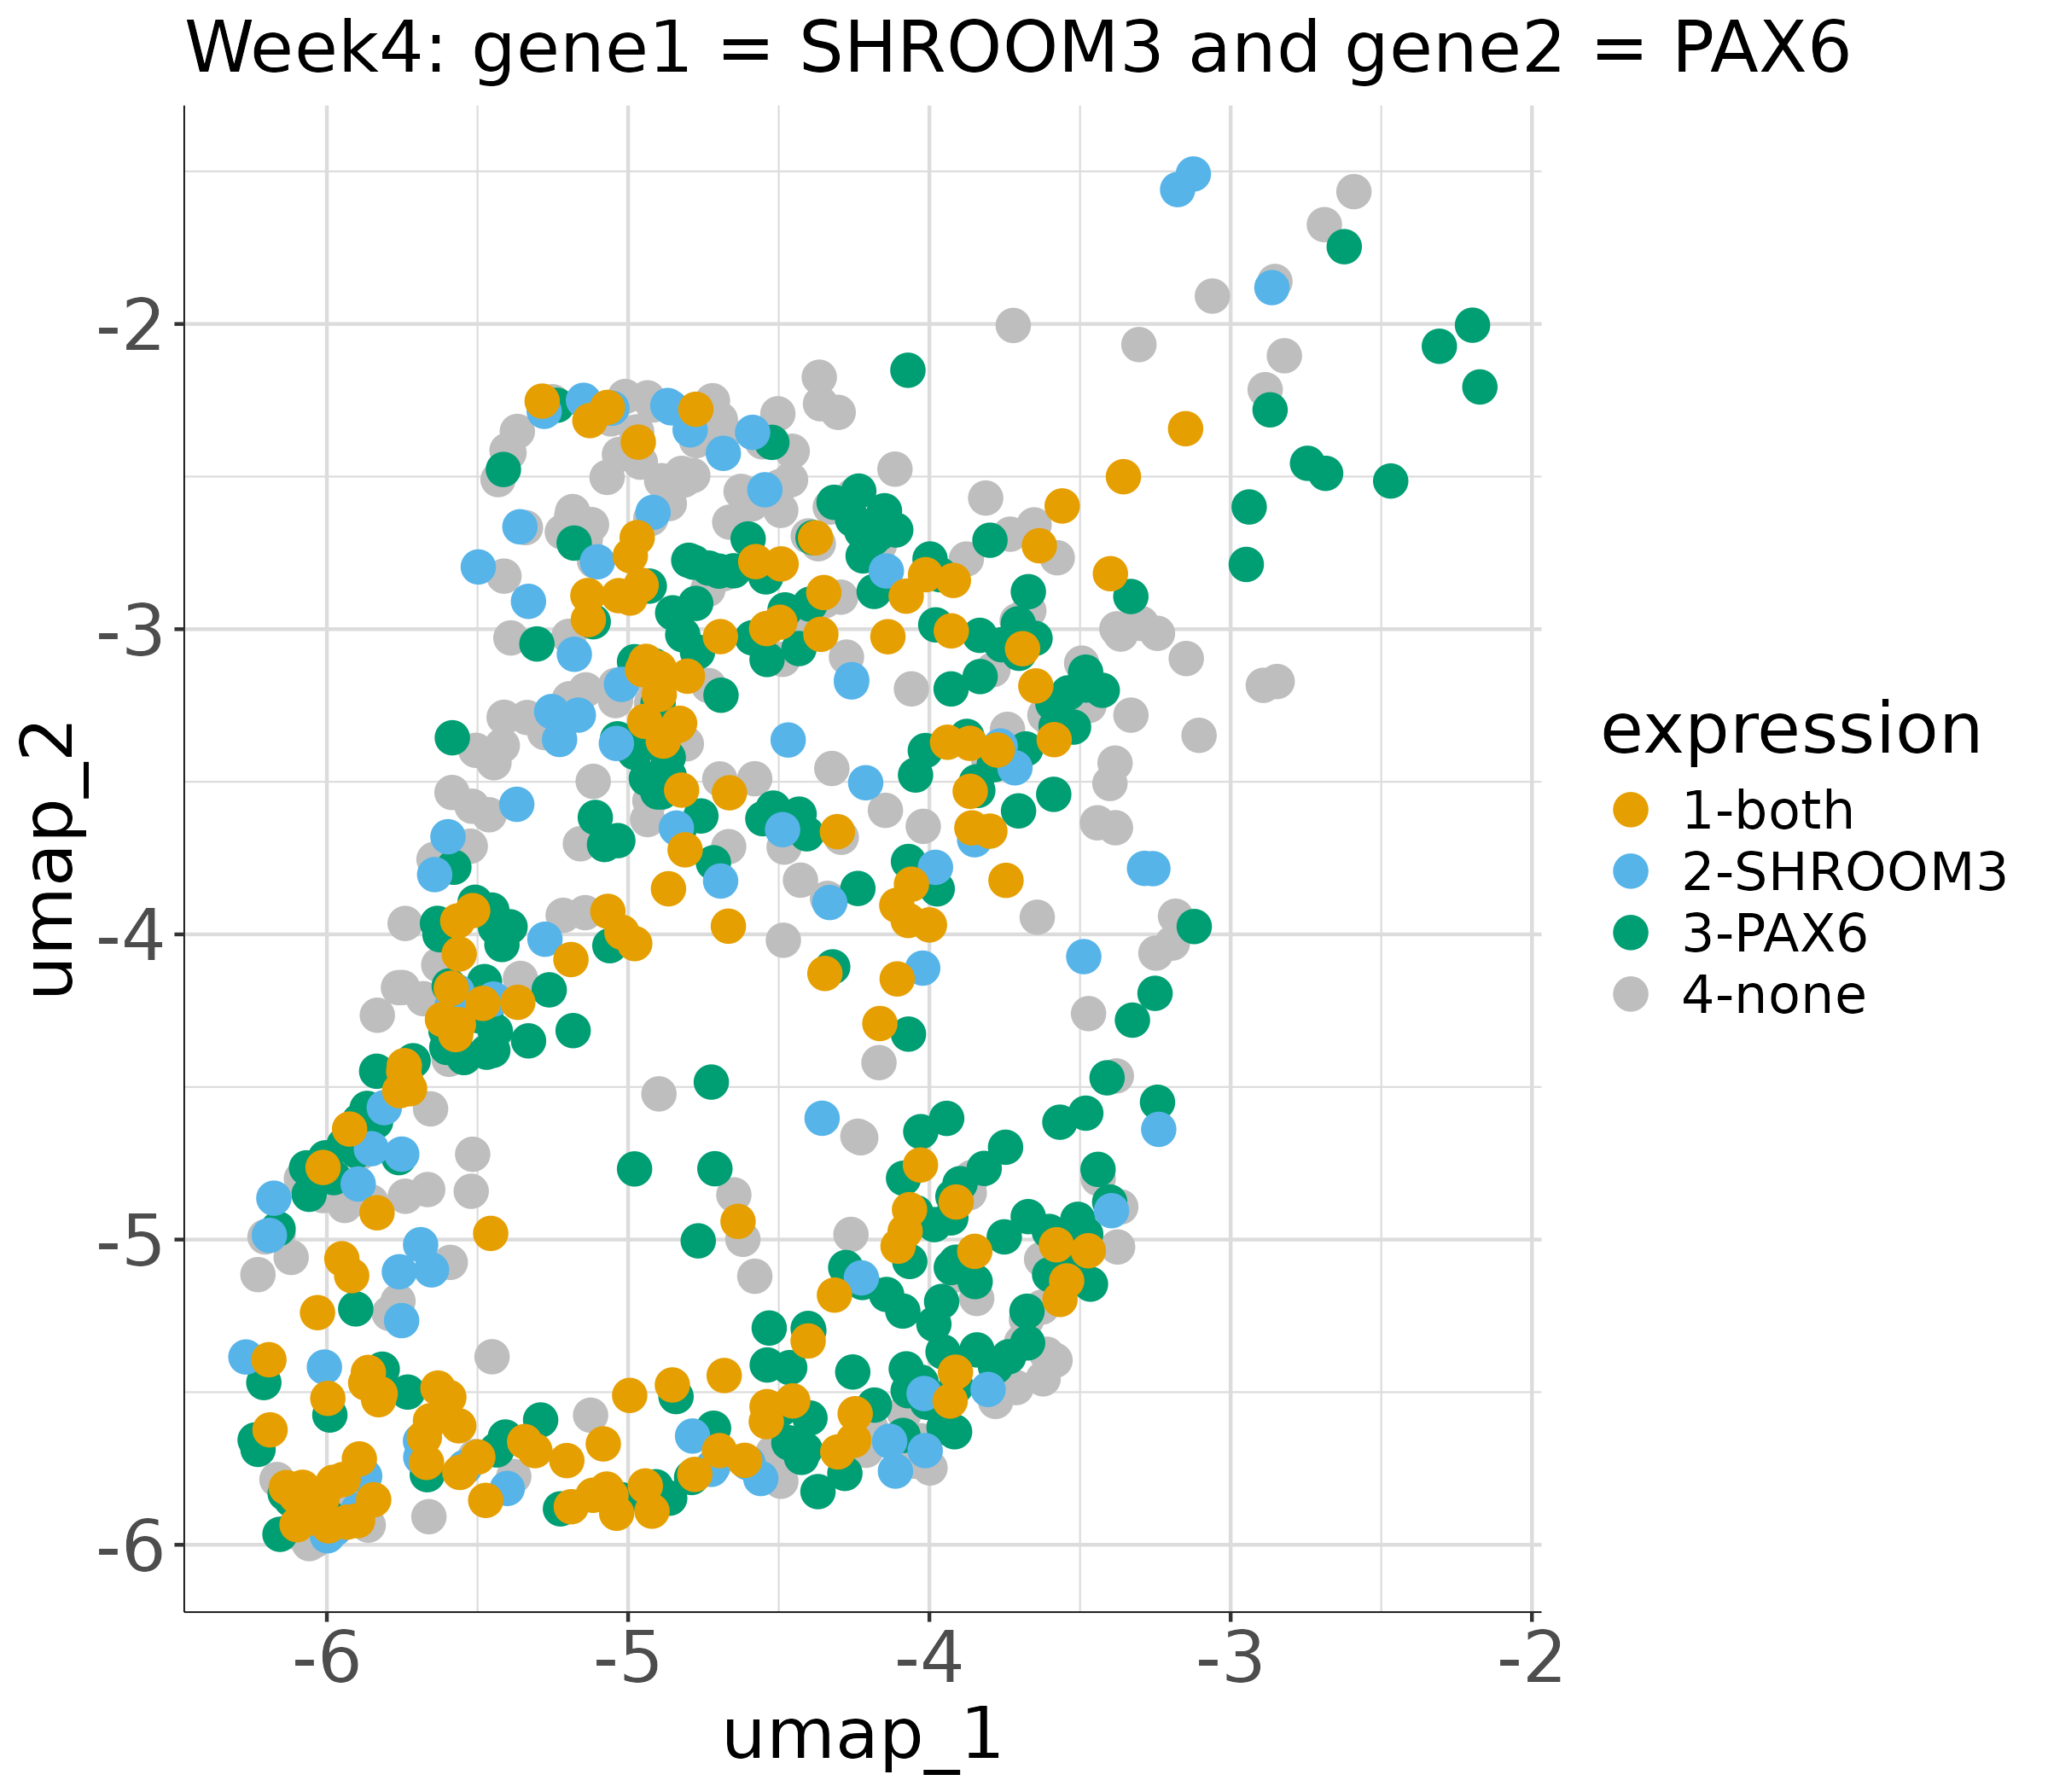 Week4: gene1 = SHROOM3 and gene2 = PAX6
umap_2
-2
-3
-4
-5
-6
-6 -5 -4 -3 -2
umap_1
expression
1-both
2-SHROOM3
3-PAX6
4-none